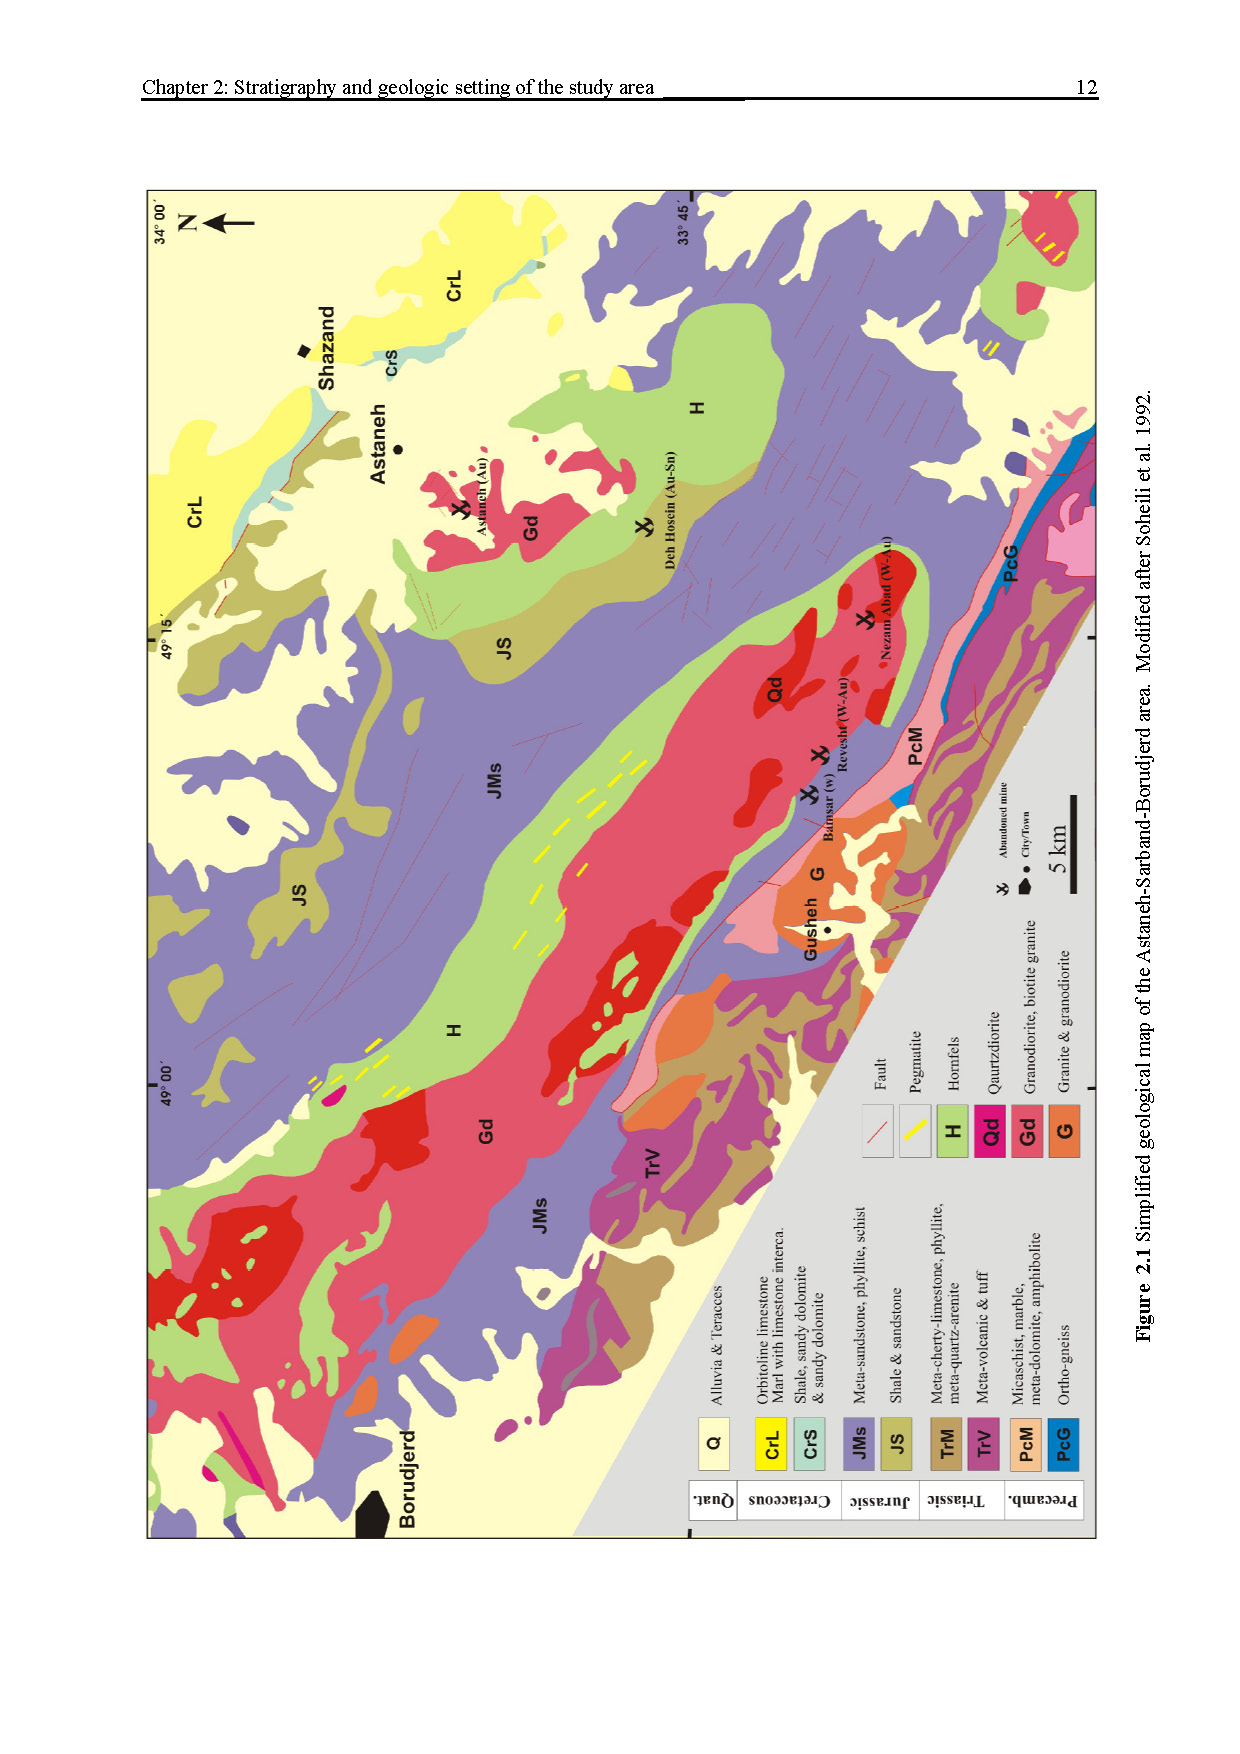 Chapter 2: Stratigraphy and geologic setting of the study area 12
34° 00´
N
33° 45´
49° 15´
49° 00´
CrL
Shazand
CrL
Crs
Astaneh
Astaneh (Au)
Gd
H
Deh Hosein (Au-Sn)
JS
JMs
JS
H
Qd
Nezam Abad (W-Au)
Revesht (W-Au)
Bamsar (w)
PcG
PcM
G
Gusheh
Gd
JMs
TrV
Borudjerd
Quat.
Q
Alluvia & Teracces
Cretaceous
CrL
Orbitoline limestone
Marl with limestone interca.
CrS
Shale, sandy dolomite
& sandy dolomite
Jurassic
JMs
Meta-sandstone, phyllite, schist
JS
Shale & sandstone
Triassic
TrM
Meta-cherty-limestone, phyllite,
meta-quartz-aremite
TrV
Meta-volcanic & tuff
Precamb.
PcM
Micaschist, marble,
meta-dolomite, amphibolite
PcG
Ortho-gneiss
Fault
Pegmatite
H
Hornfels
Qd
Qaurtzdiorite
Gd
Granodiorite, biotite granite
G
Granite & granodiorite
Abandoned mine
City/Town
5 km
Figure 2.1 Simplified geological map of the Astaneh-Sarband-Borudjerd area. Modified after Soheili et al. 1992.